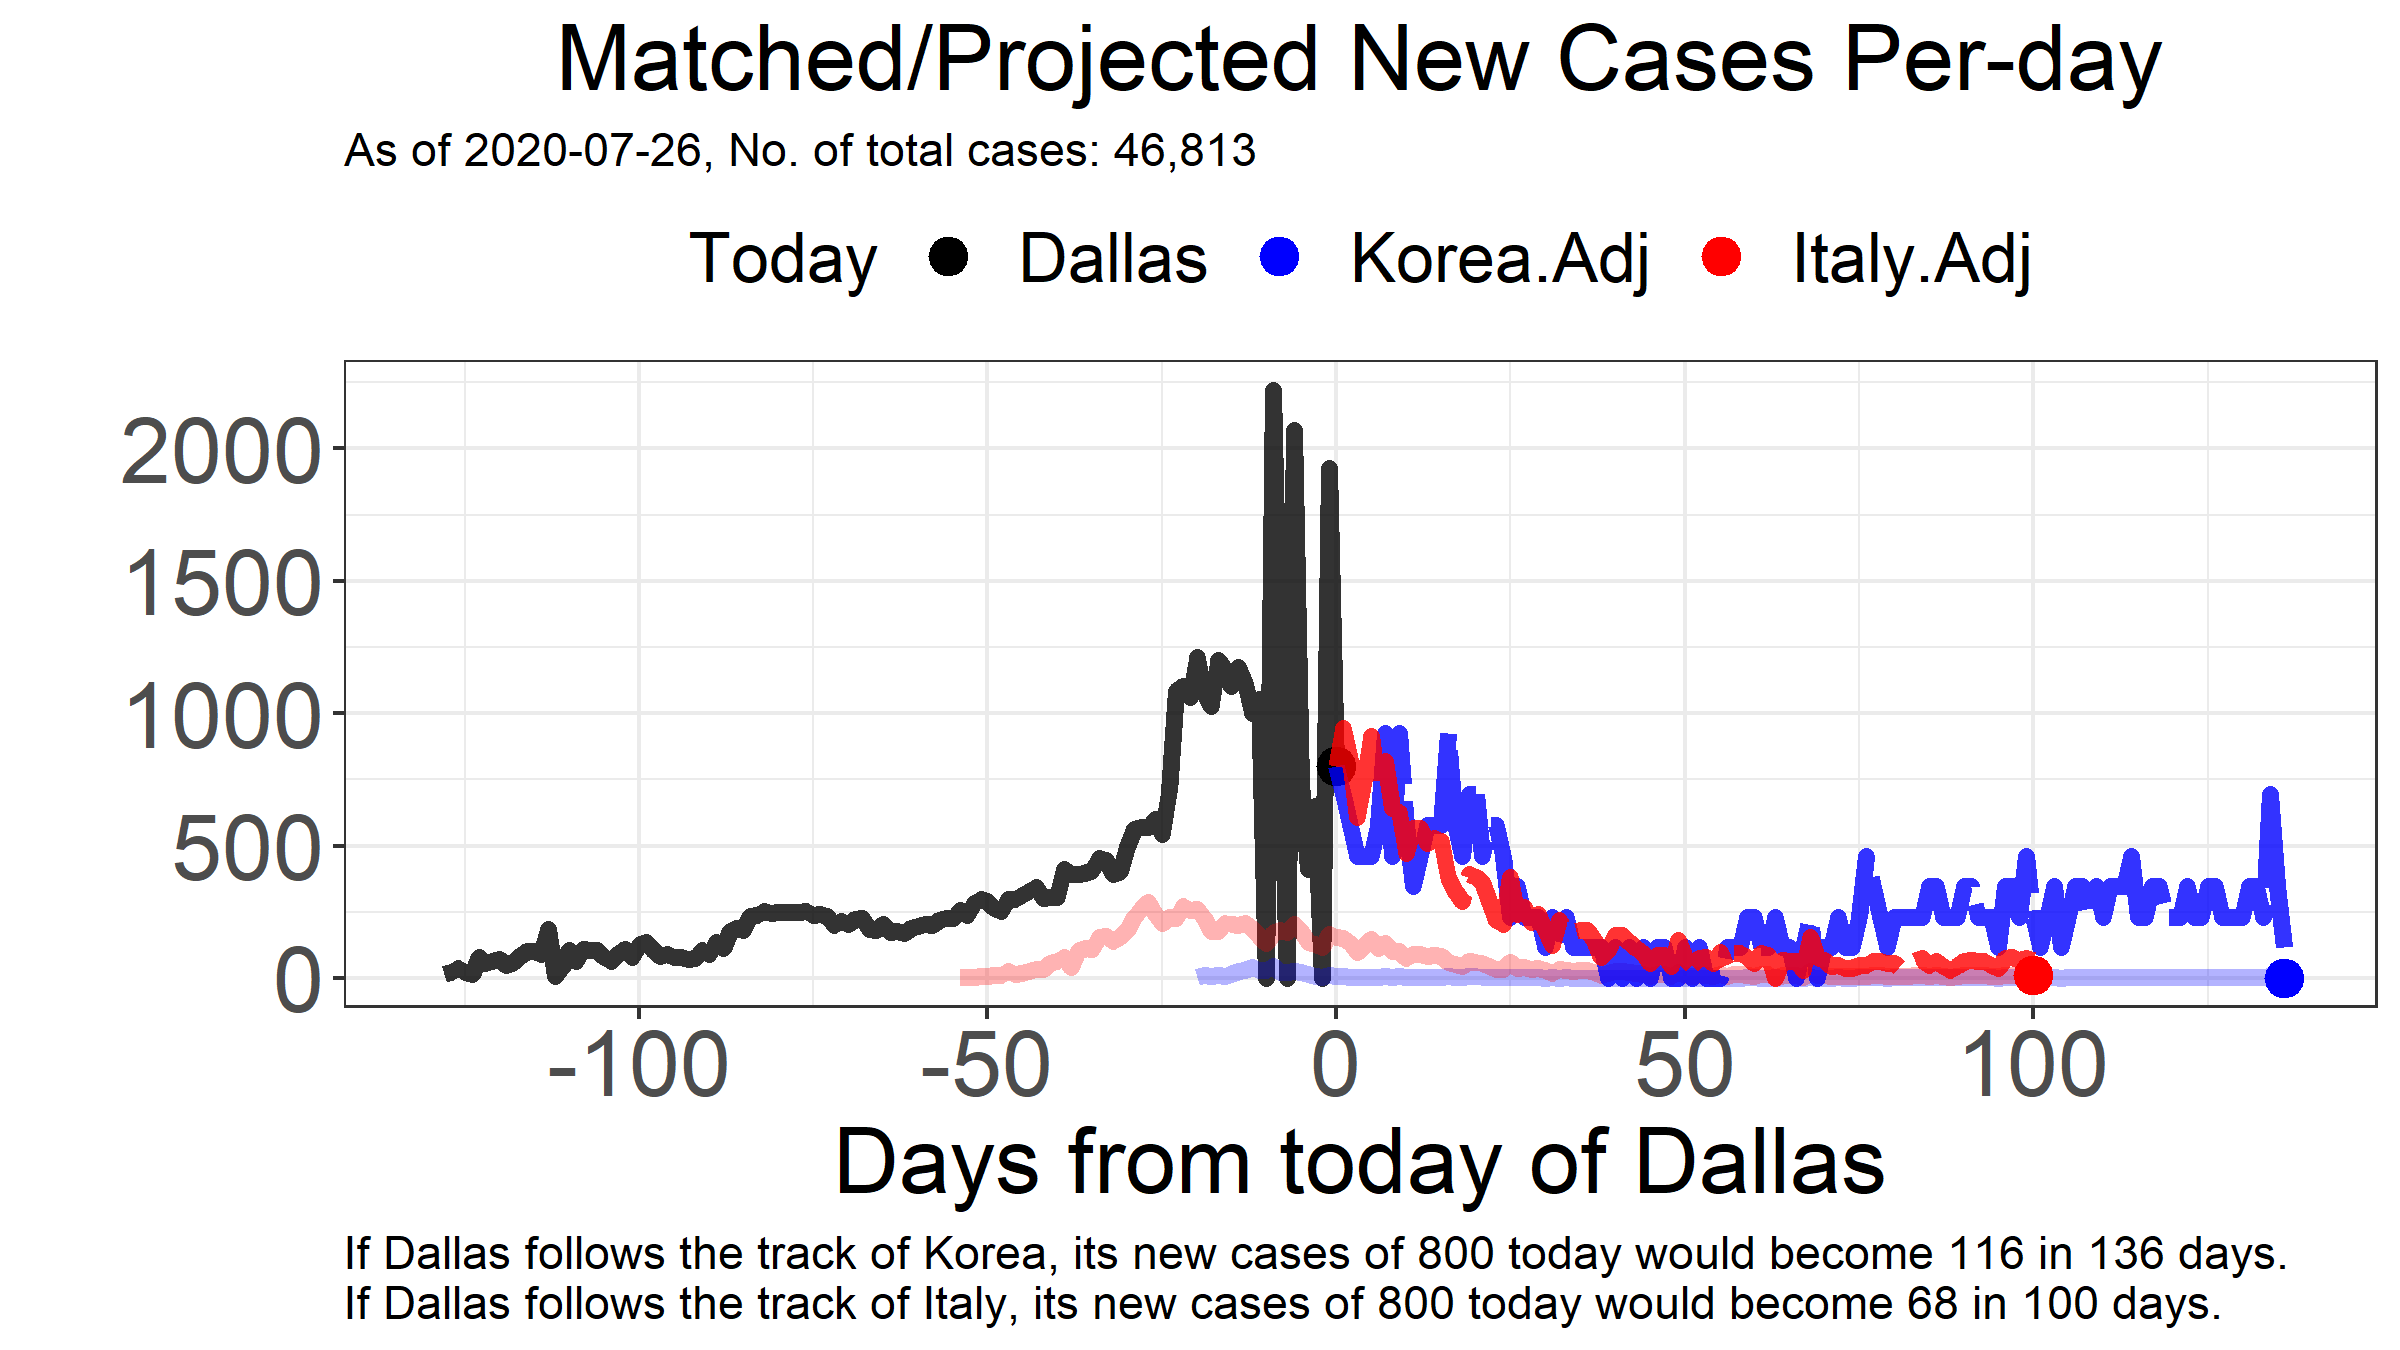 Matched/Projected New Cases Per-day
As of 2020-07-26, No. of total cases: 46,813
Today Dallas Korea.Adj Italy.Adj
2000
1500
1000
500
0
-100 -50 0 50 100
Days from today of Dallas
If Dallas follows the track of Korea, its new cases of 800 today would become 116 in 136 days.
If Dallas follows the track of Italy, its new cases of 800 today would become 68 in 100 days.